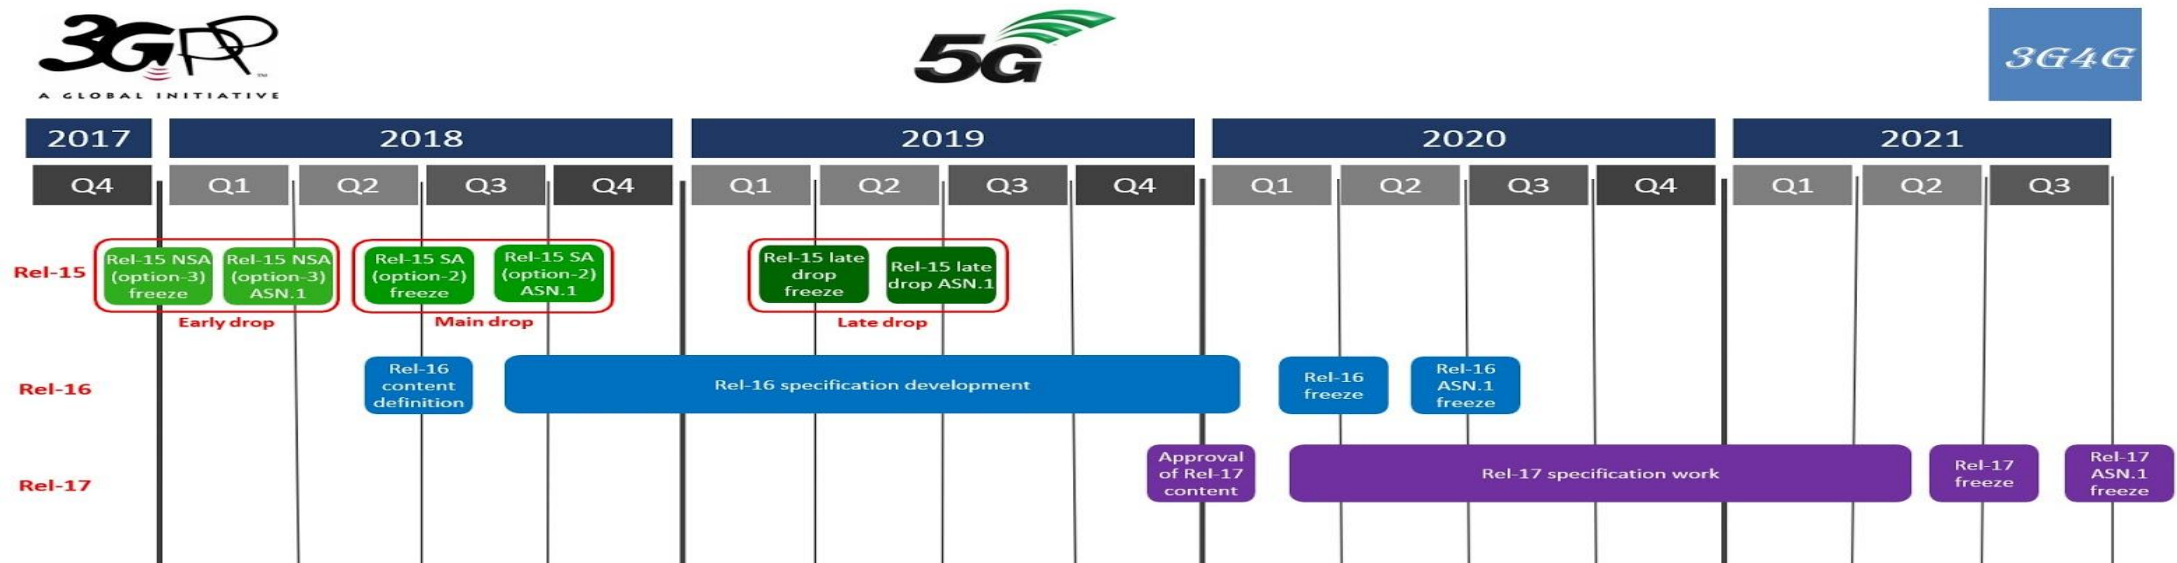 3GPP
™
A GLOBAL INITIATIVE
5G
3G4G
2017 2018 2019 2020 2021
Q4 Q1 Q2 Q3 Q4 Q1 Q2 Q3 Q4 Q1 Q2 Q3 Q4 Q1 Q2 Q3
Rel-15
Rel-15 NSA
(option-3)
freeze
Rel-15 NSA
(option-3)
ASN.1
Early drop
Rel-15 SA
(option-2)
freeze
Rel-15 SA
(option-2)
ASN.1
Main drop
Rel-15 late
drop
freeze
Rel-15 late
drop ASN.1
Late drop
Rel-16
Rel-16
content
definition
Rel-16 specification development
Rel-16
freeze
Rel-16
ASN.1
freeze
Rel-17
Approval
of Rel-17
content
Rel-17 specification work
Rel-17
freeze
Rel-17
ASN.1
freeze